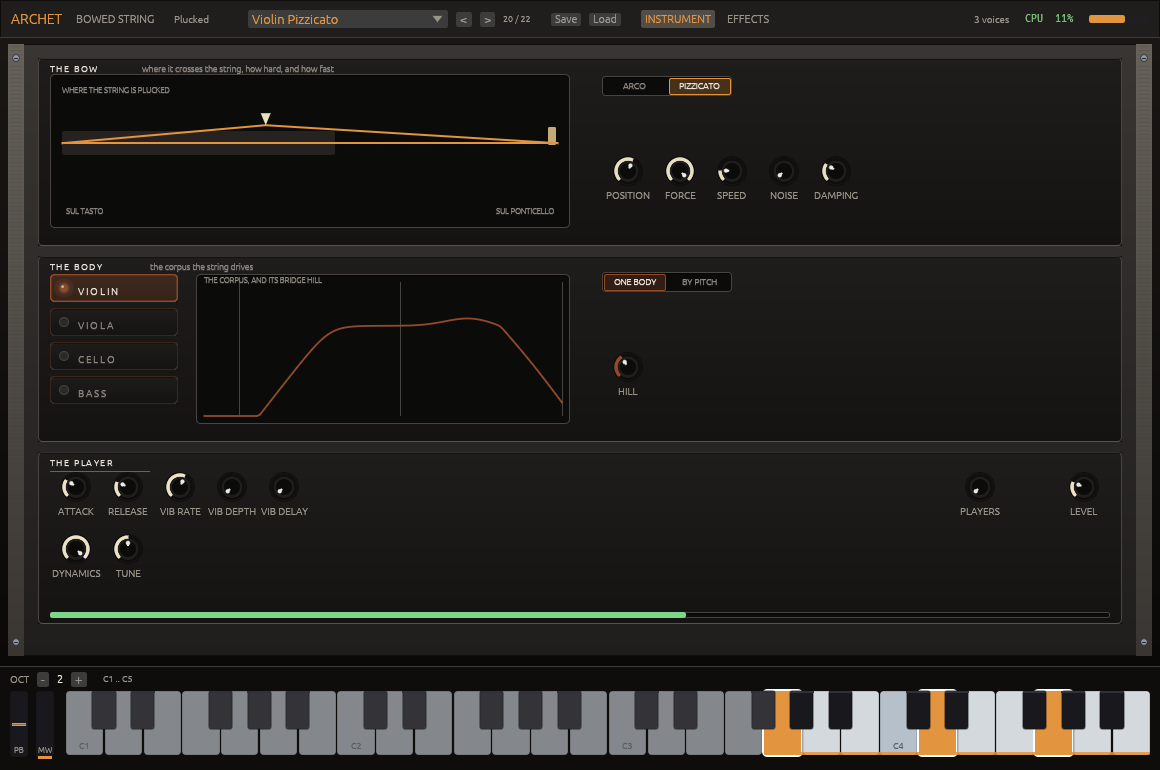 ARCHET BOWED STRING Plucked Violin Pizzicato < > 20 / 22 Save Load INSTRUMENT EFFECTS 3 voices CPU 11%
THE BOW where it crosses the string, how hard, and how fast
WHERE THE STRING IS PLUCKED
ARCO PIZZICATO
POSITION FORCE SPEED NOISE DAMPING
SUL TASTO SUL PONTICELLO
THE BODY the corpus the string drives
THE CORPUS, AND ITS BRIDGE HILL
ONE BODY BY PITCH
VIOLIN
VIOLA
CELLO
BASS
HILL
THE PLAYER
ATTACK RELEASE VIB RATE VIB DEPTH VIB DELAY PLAYERS LEVEL
DYNAMICS TUNE
OCT - 2 + C1 .. C5
PB MW C1 C2 C3 C4